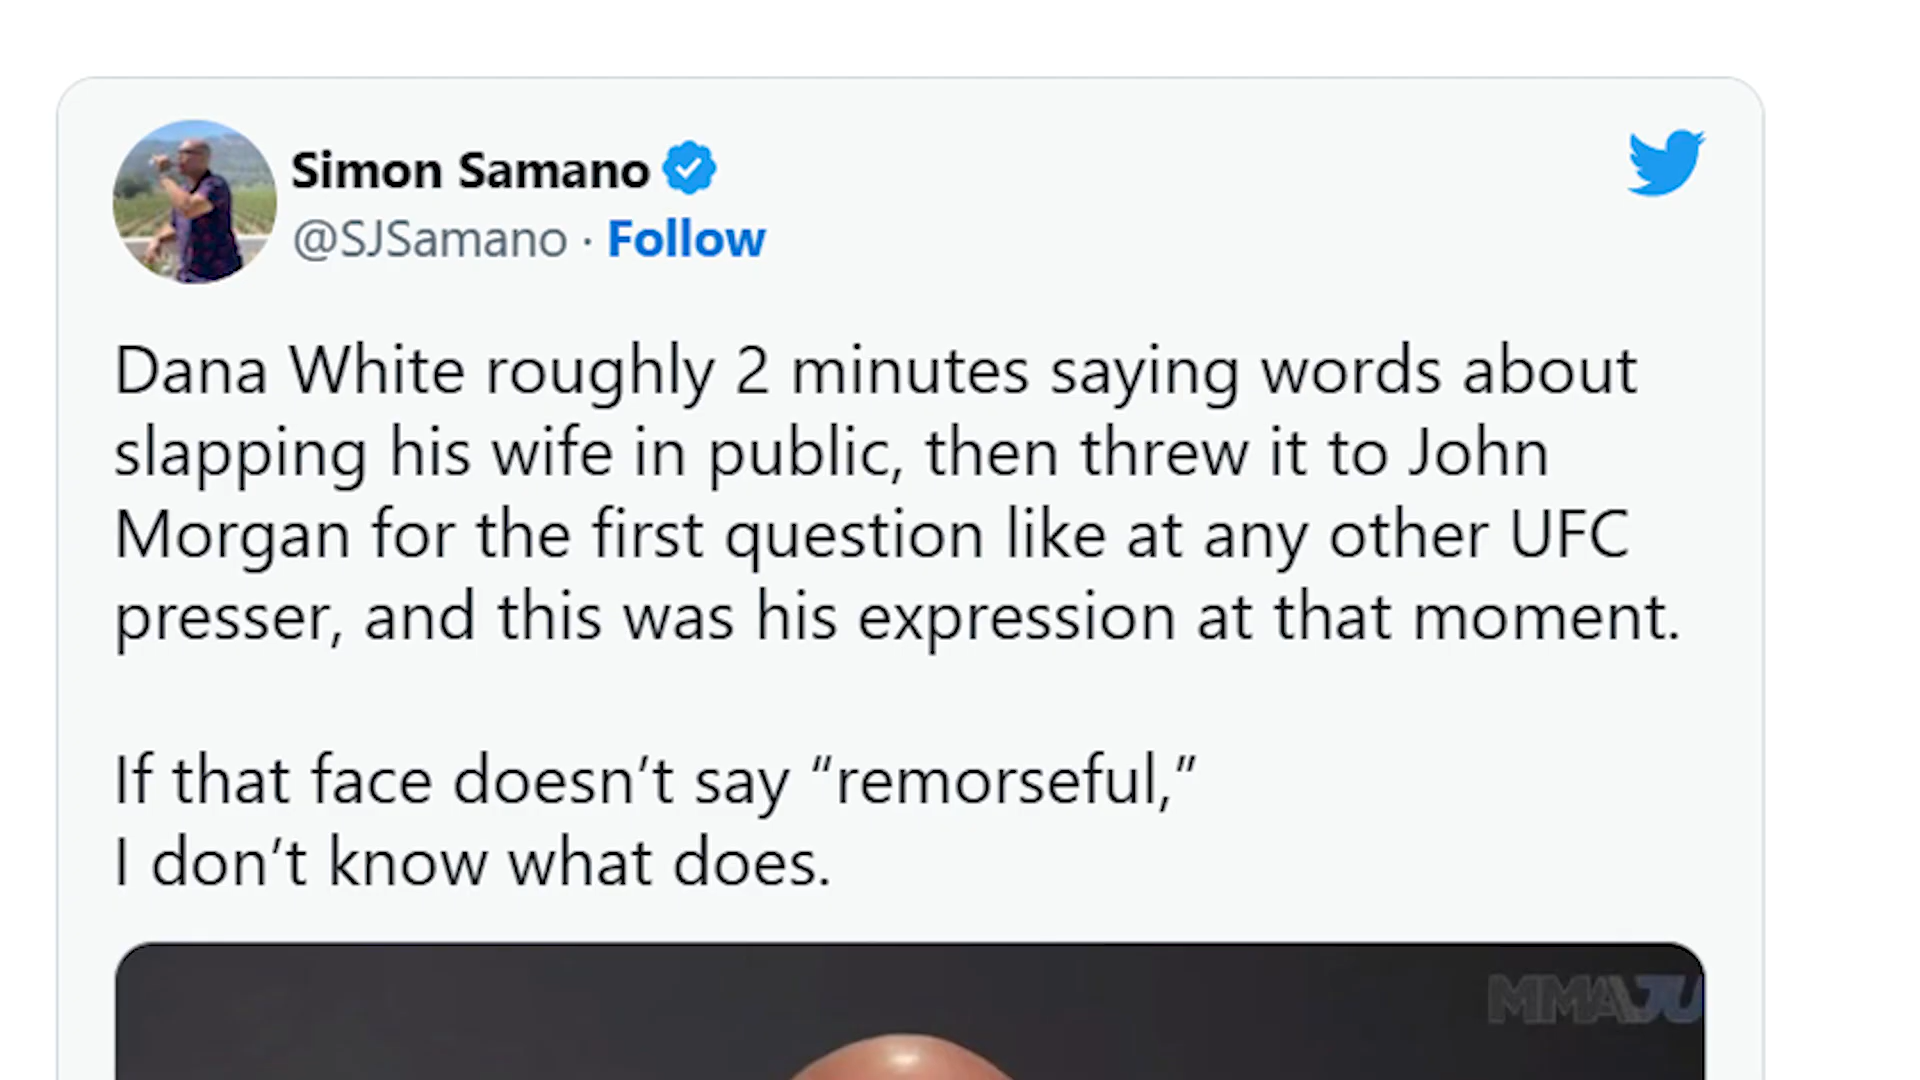 Simon Samano
@SJSamano · Follow
Dana White roughly 2 minutes saying words about
slapping his wife in public, then threw it to John
Morgan for the first question like at any other UFC
presser, and this was his expression at that moment.
If that face doesn’t say “remorseful,”
I don’t know what does.
MMAJU